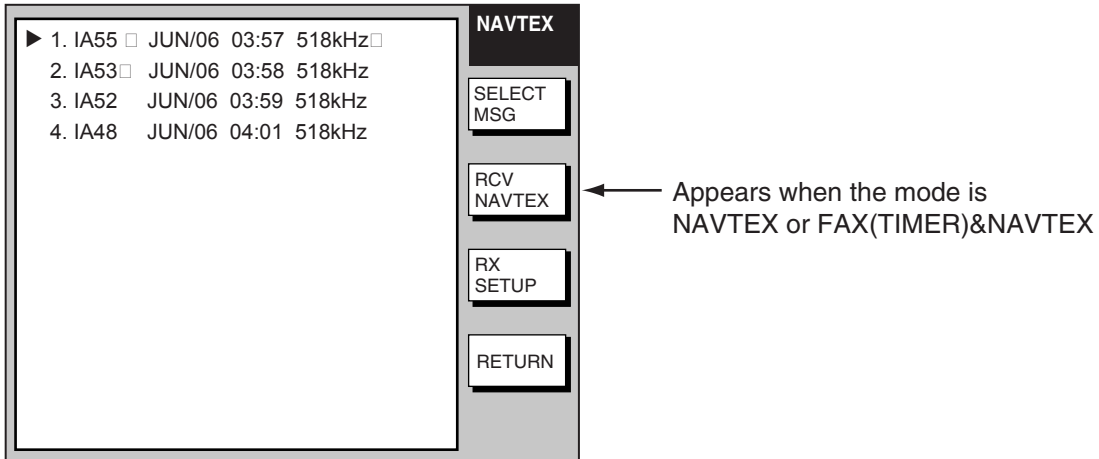 ▶ 1. IA55 □ JUN/06 03:57 518kHz□
2. IA53□ JUN/06 03:58 518kHz
3. IA52 JUN/06 03:59 518kHz
4. IA48 JUN/06 04:01 518kHz
NAVTEX
SELECT
MSG
RCV
NAVTEX
RX
SETUP
RETURN
Appears when the mode is
NAVTEX or FAX(TIMER)&NAVTEX